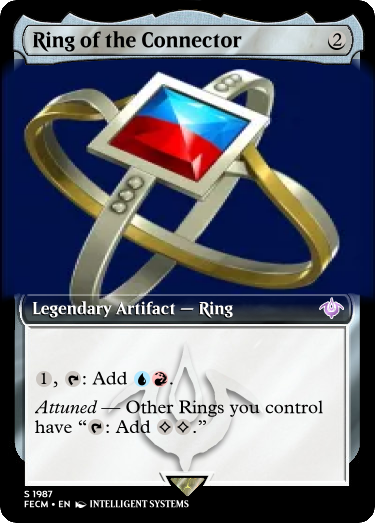 Ring of the Connector 2
Legendary Artifact — Ring
1, : Add .
Attuned — Other Rings you control
have “: Add .”
S 1987
FECM • EN INTELLIGENT SYSTEMS